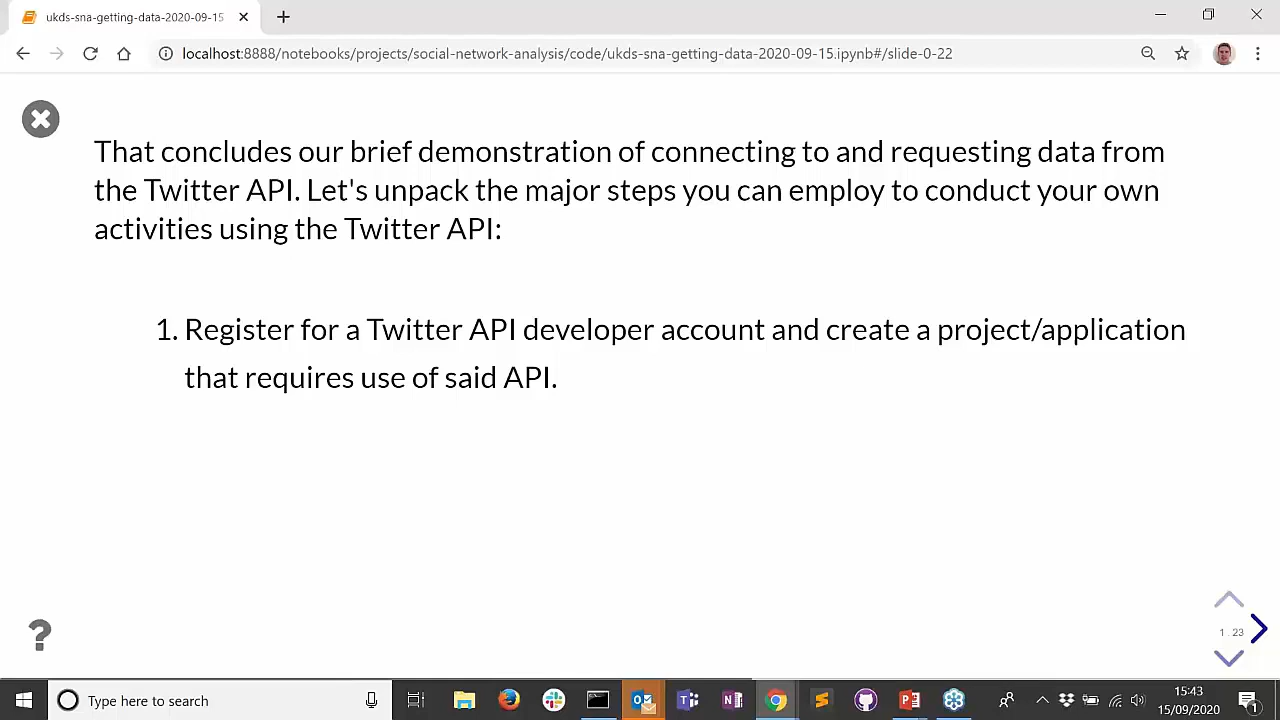 ukds-sna-getting-data-2020-09-15
localhost:8888/notebooks/projects/social-network-analysis/code/ukds-sna-getting-data-2020-09-15.ipynb#/slide-0-22
That concludes our brief demonstration of connecting to and requesting data from
the Twitter API. Let's unpack the major steps you can employ to conduct your own
activities using the Twitter API:
1. Register for a Twitter API developer account and create a project/application
that requires use of said API.
?
1 . 23
Type here to search
15:43
15/09/2020
1